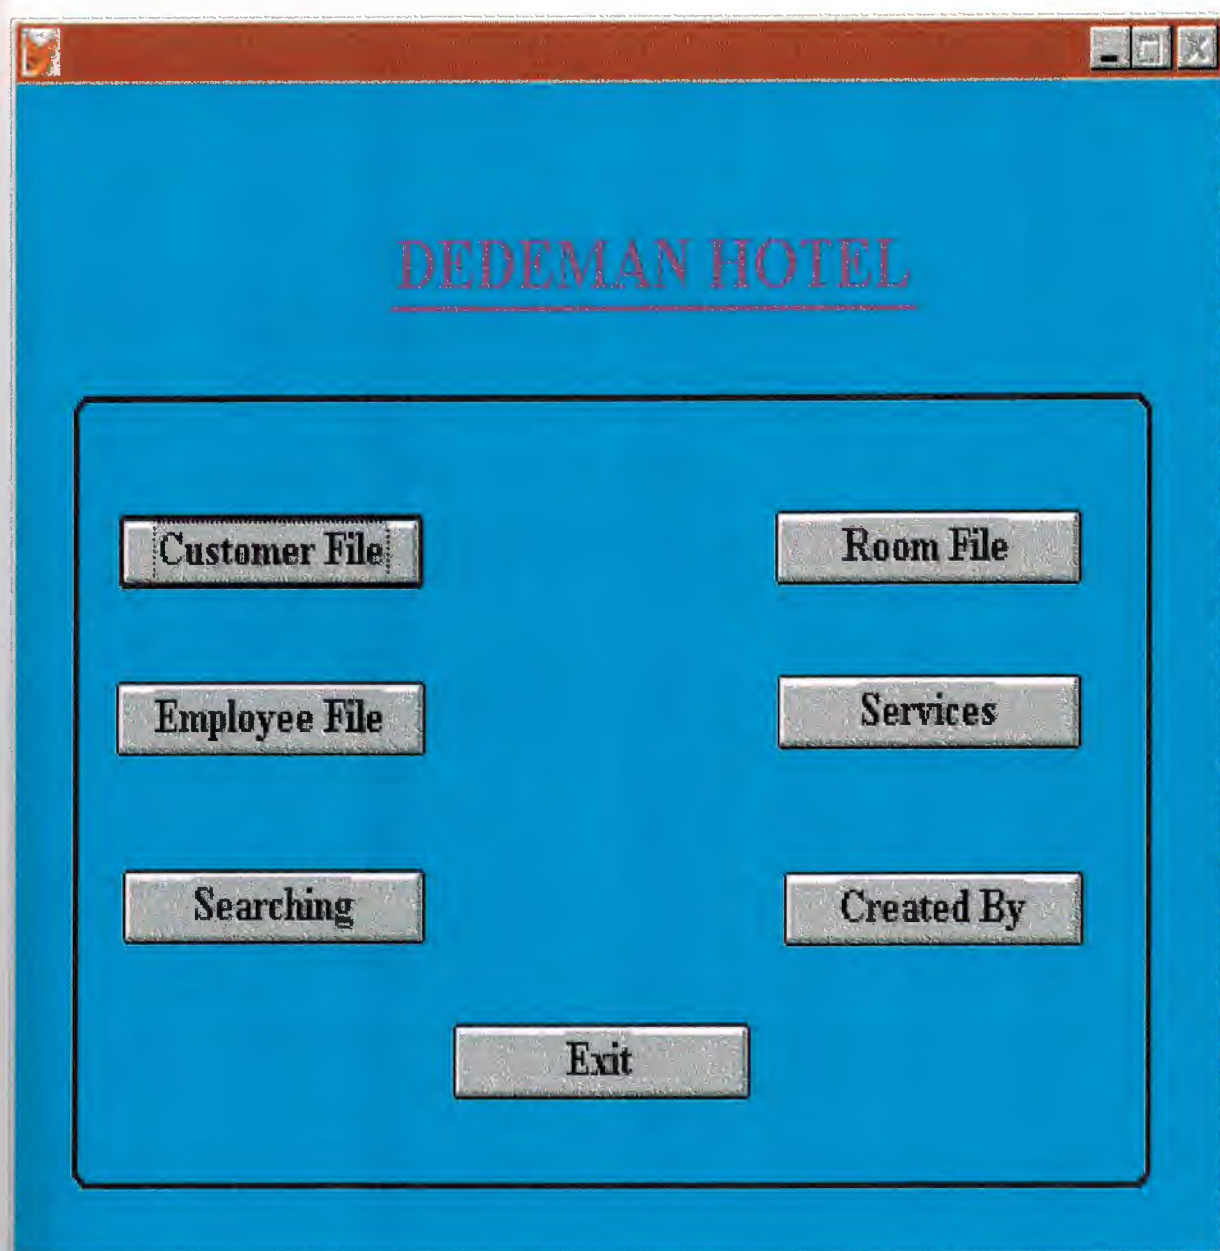 DEDEMAN HOTEL
Customer File
Room File
Employee File
Services
Searching
Created By
Exit